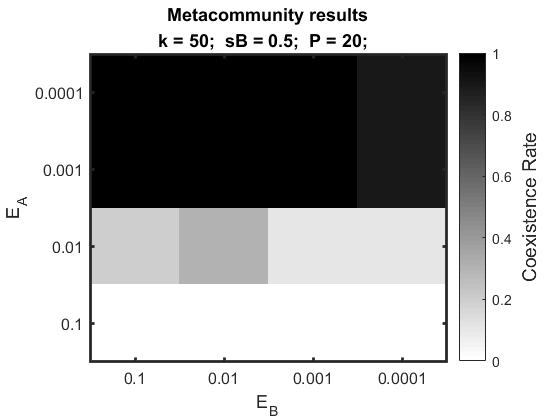 Metacommunity results
k = 50;  sB = 0.5;  P = 20;
0.0001
0.001
0.01
0.1
E_A
0.1
0.01
0.001
0.0001
E_B
1
0.8
0.6
0.4
0.2
0
Coexistence Rate